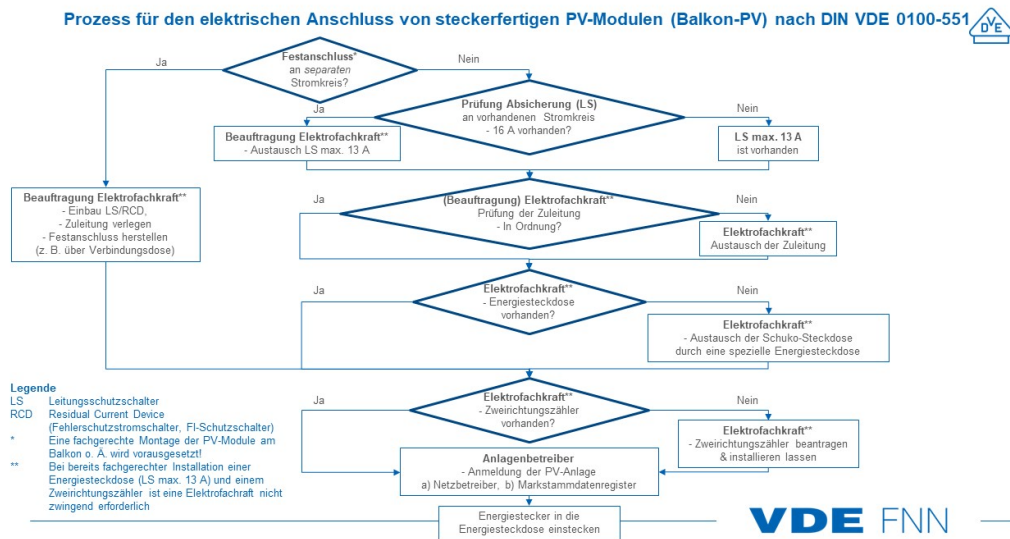 Prozess für den elektrischen Anschluss von steckerfertigen PV-Modulen (Balkon-PV) nach DIN VDE 0100-551
VDE
Ja
Festanschluss*
an separaten
Stromkreis?
Nein
Ja
Prüfung Absicherung (LS)
an vorhandenen Stromkreis
- 16 A vorhanden?
Nein
Beauftragung Elektrofachkraft**
- Austausch LS max. 13 A
LS max. 13 A
ist vorhanden
Beauftragung Elektrofachkraft**
- Einbau LS/RCD,
- Zuleitung verlegen
- Festanschluss herstellen
(z. B. über Verbindungsdose)
Ja
(Beauftragung) Elektrofachkraft**
Prüfung der Zuleitung
- In Ordnung?
Nein
Elektrofachkraft**
Austausch der Zuleitung
Ja
Elektrofachkraft**
- Energiesteckdose
vorhanden?
Nein
Elektrofachkraft**
- Austausch der Schuko-Steckdose
durch eine spezielle Energiesteckdose
Ja
Elektrofachkraft**
- Zweirichtungszähler
vorhanden?
Nein
Elektrofachkraft**
- Zweirichtungszähler beantragen
& installieren lassen
Anlagenbetreiber
- Anmeldung der PV-Anlage
a) Netzbetreiber, b) Markstammdatenregister
Energiestecker in die
Energiesteckdose einstecken
Legende
LS Leitungsschutzschalter
RCD Residual Current Device
(Fehlerschutzstromschalter, FI-Schutzschalter)
* Eine fachgerechte Montage der PV-Module am
Balkon o. Ä. wird vorausgesetzt!
** Bei bereits fachgerechter Installation einer
Energiesteckdose (LS max. 13 A) und einem
Zweirichtungszähler ist eine Elektrofachraft nicht
zwingend erforderlich
VDE FNN